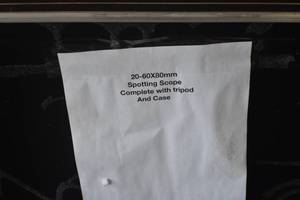 20-60X80mm
Spotting Scope
Complete with tripod
And Case